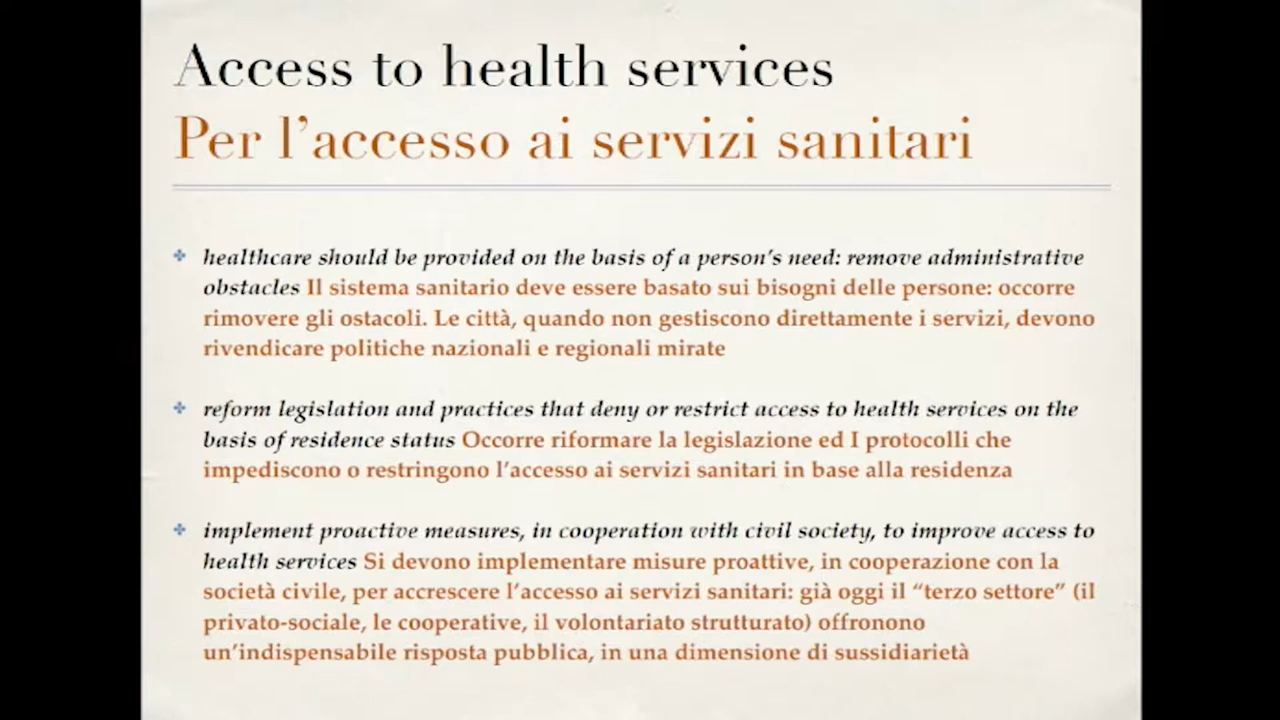 Access to health services
Per l’accesso ai servizi sanitari
healthcare should be provided on the basis of a person’s need: remove administrative
obstacles Il sistema sanitario deve essere basato sui bisogni delle persone: occorre
rimovere gli ostacoli. Le città, quando non gestiscono direttamente i servizi, devono
rivendicare politiche nazionali e regionali mirate
reform legislation and practices that deny or restrict access to health services on the
basis of residence status Occorre riformare la legislazione ed I protocolli che
impediscono o restringono l’accesso ai servizi sanitari in base alla residenza
implement proactive measures, in cooperation with civil society, to improve access to
health services Si devono implementare misure proattive, in cooperazione con la
società civile, per accrescere l’accesso ai servizi sanitari: già oggi il “terzo settore” (il
privato-sociale, le cooperative, il volontariato strutturato) offronono
un’indispensabile risposta pubblica, in una dimensione di sussidiarietà